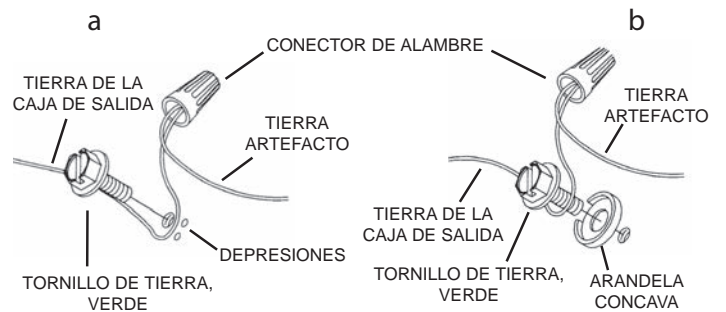 a
b
CONECTOR DE ALAMBRE
TIERRA DE LA
CAJA DE SALIDA
TIERRA
ARTEFACTO
DEPRESIONES
TORNILLO DE TIERRA,
VERDE
TIERRA
ARTEFACTO
TIERRA DE LA
CAJA DE SALIDA
TORNILLO DE TIERRA,
VERDE
ARANDELA
CONCAVA